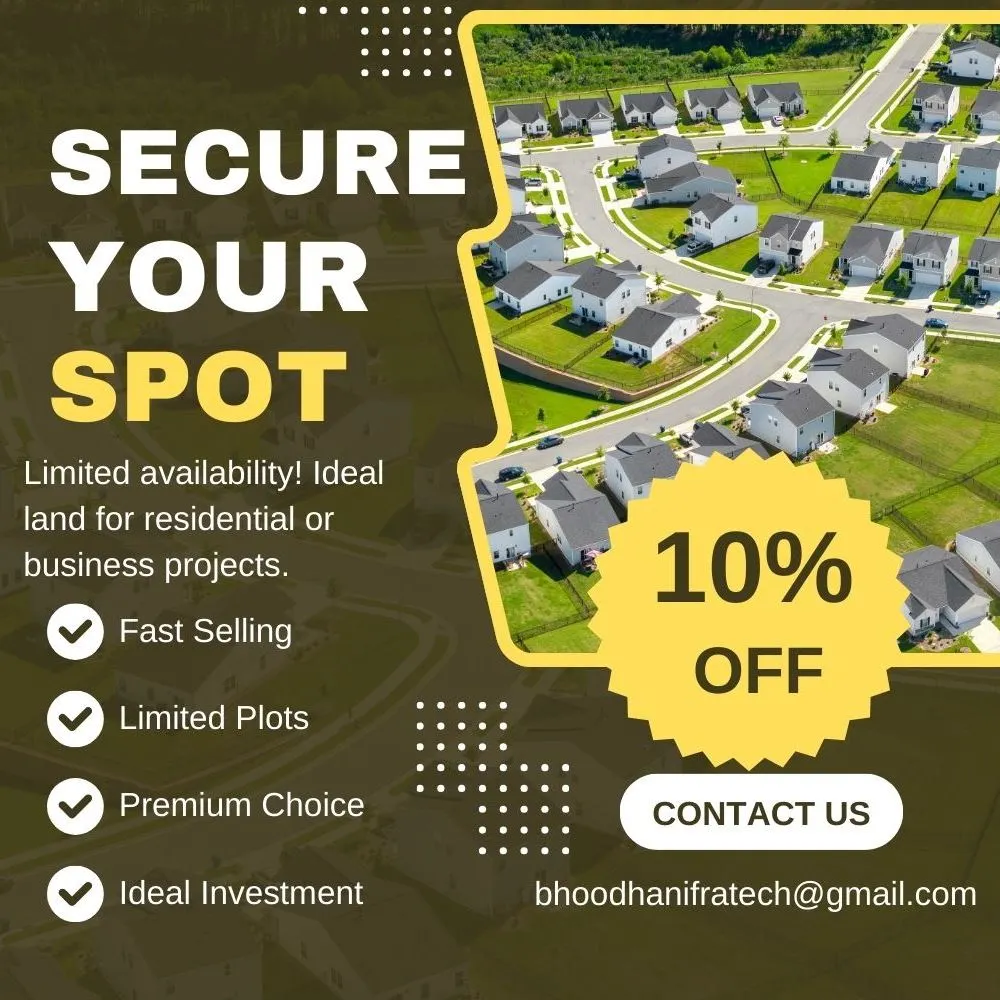 SECURE
YOUR
SPOT
Limited availability! Ideal
land for residential or
business projects.
Fast Selling
Limited Plots
Premium Choice
Ideal Investment
10%
OFF
CONTACT US
bhoodhanifratech@gmail.com